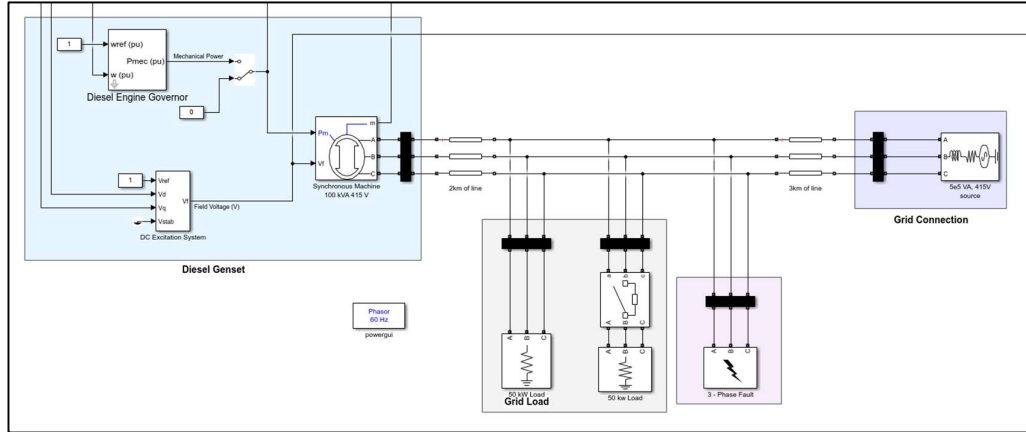 1
wref (pu)
Pmec (pu)
w (pu)
Diesel Engine Governor
Mechanical Power
0
1
Vref
Vd
Vq
Vstab
Vf
DC Excitation System
Field Voltage (V)
Pm
Vf
m
A
B
C
Synchronous Machine
100 kVA 415 V
Diesel Genset
2km of line
3km of line
A
B
C
5e5 VA, 415V
source
Grid Connection
Phasor
60 Hz
powergui
A
B
C
50 kW Load
Grid Load
a
b
c
A
B
C
A
B
C
50 kw Load
A
B
C
3 - Phase Fault